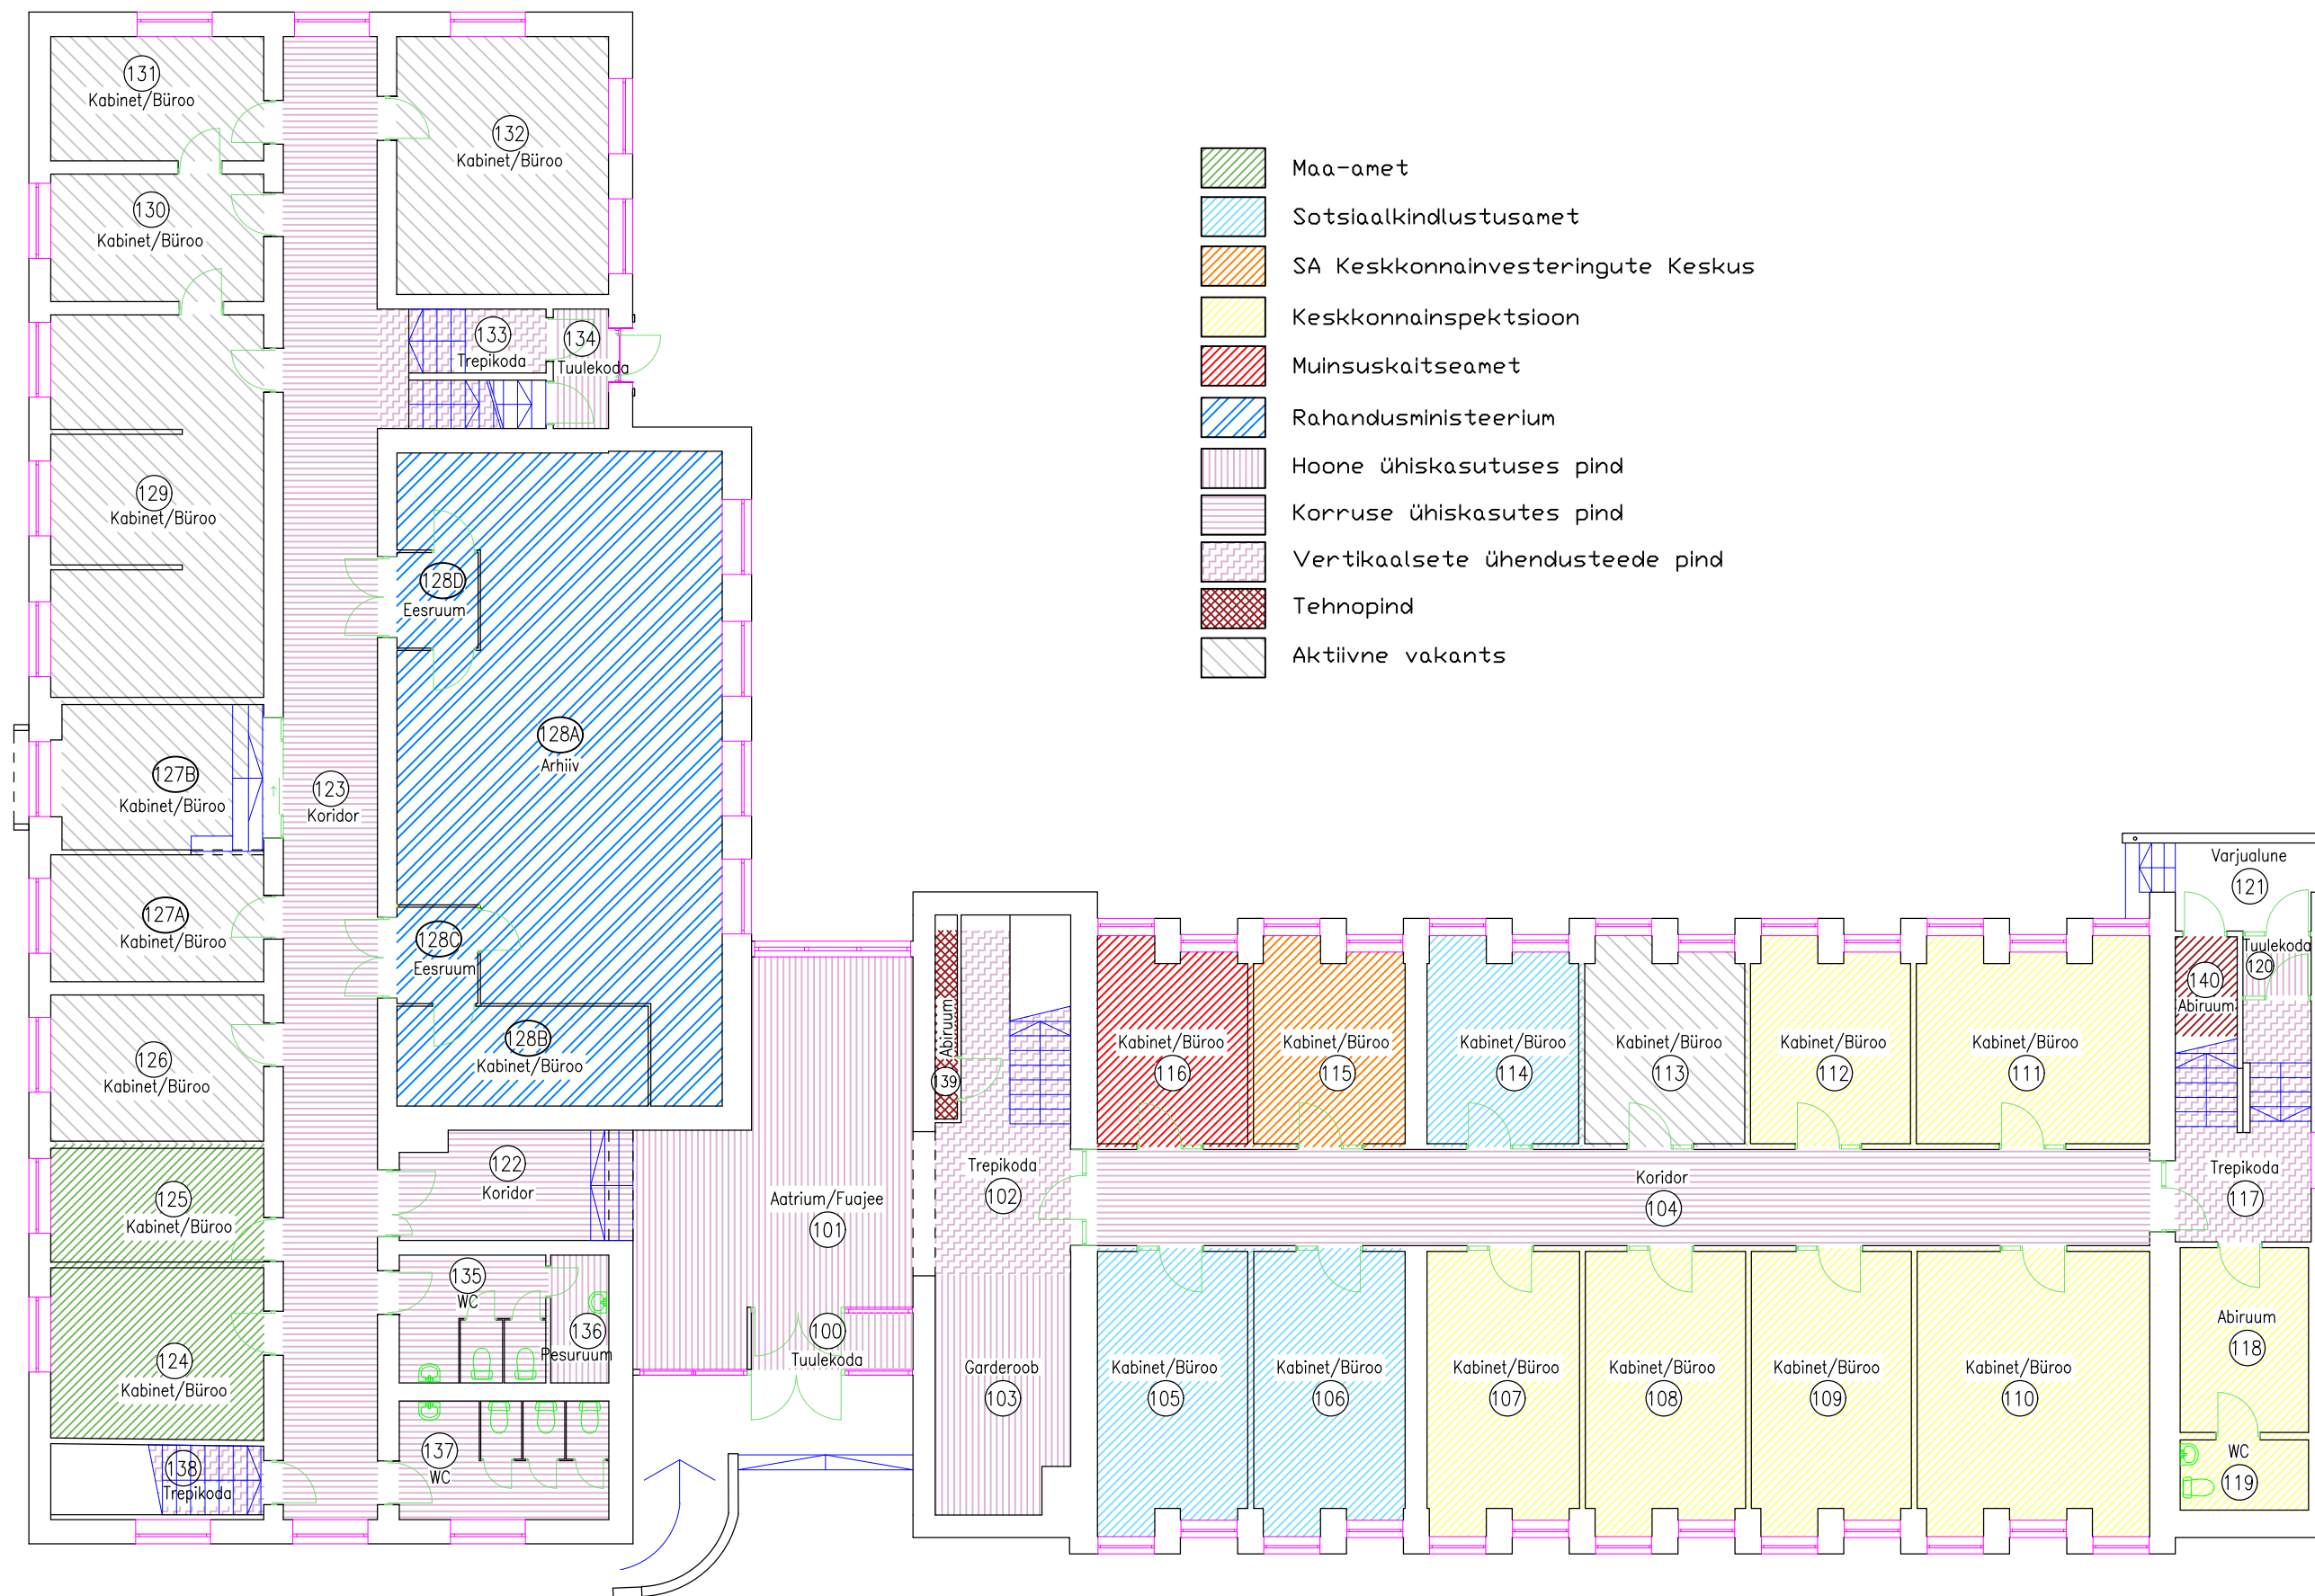 131
Kabinet/Büroo
132
Kabinet/Büroo
130
Kabinet/Büroo
133
Trepikoda
134
Tuulekoda
129
Kabinet/Büroo
128D
Eesruum
128A
Arhiiv
127B
Kabinet/Büroo
123
Koridor
127A
Kabinet/Büroo
128C
Eesruum
128B
Kabinet/Büroo
126
Kabinet/Büroo
125
Kabinet/Büroo
122
Koridor
124
Kabinet/Büroo
135
WC
136
Pesuruum
138
Trepikoda
137
WC
Maa-amet
Sotsiaalkindlustusamet
SA Keskkonnainvesteringute Keskus
Keskkonnainspektsioon
Muinsuskaitseamet
Rahandusministeerium
Hoone ühiskasutuses pind
Korruse ühiskasutes pind
Vertikaalsete ühendusteede pind
Tehnopind
Aktiivne vakants
Aatrium/Fuajee
101
100
Tuulekoda
Abiruum
139
Trepikoda
102
Garderoob
103
Kabinet/Büroo
116
Kabinet/Büroo
115
Kabinet/Büroo
114
Kabinet/Büroo
113
Kabinet/Büroo
112
Kabinet/Büroo
111
Koridor
104
Kabinet/Büroo
105
Kabinet/Büroo
106
Kabinet/Büroo
107
Kabinet/Büroo
108
Kabinet/Büroo
109
Kabinet/Büroo
110
Varjualune
121
Tuulekoda
120
140
Abiruum
Trepikoda
117
Abiruum
118
WC
119